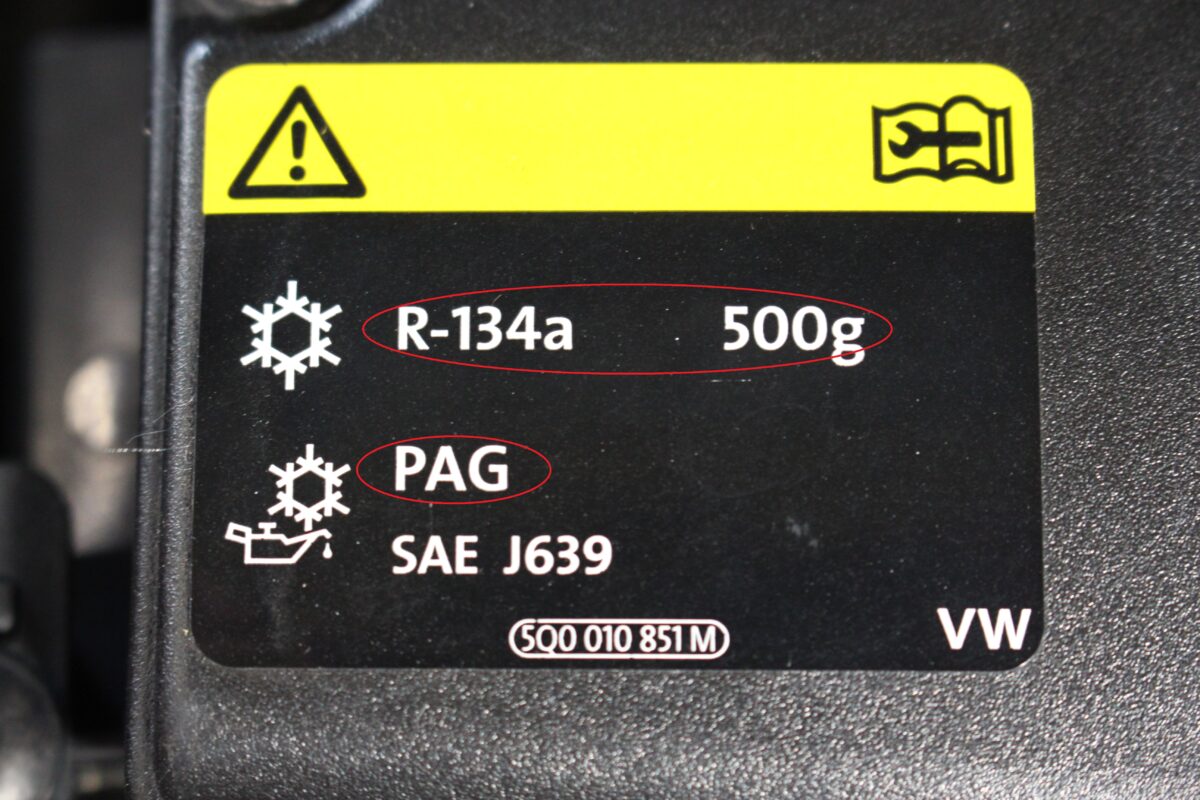 R-134a 500g
PAG
SAE J639
5Q0 010 851 M
VW